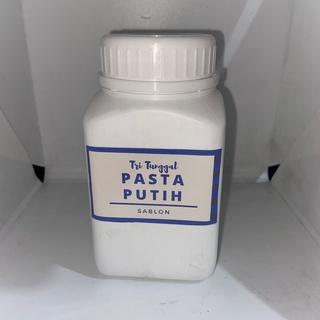 Tri Tunggal
PASTA
PUTIH
SABLON